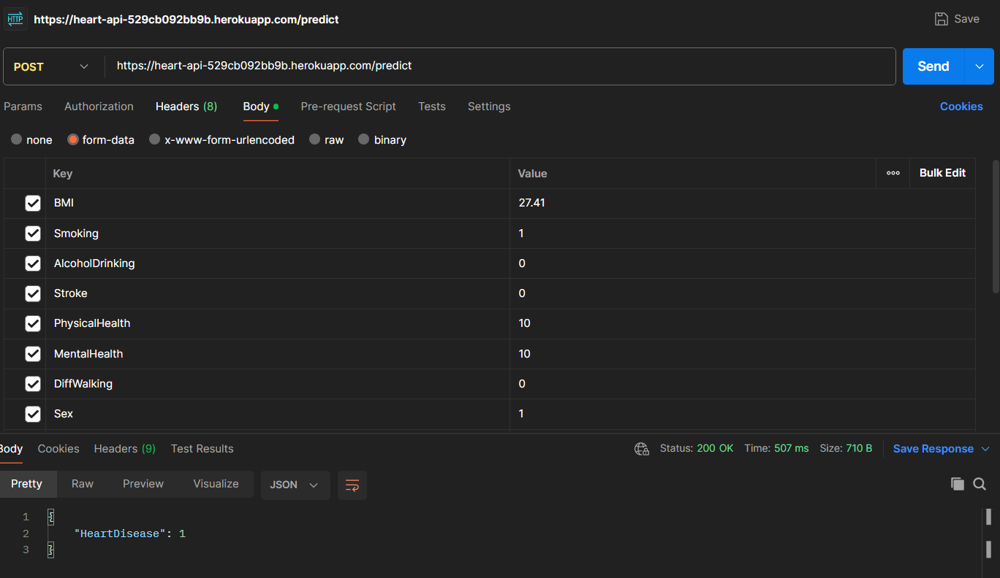 HTTP https://heart-api-529cb092bb9b.herokuapp.com/predict Save
POST https://heart-api-529cb092bb9b.herokuapp.com/predict Send
Params Authorization Headers (8) Body Pre-request Script Tests Settings Cookies
none form-data x-www-form-urlencoded raw binary
Key Value ooo Bulk Edit
BMI 27.41
Smoking 1
AlcoholDrinking 0
Stroke 0
PhysicalHealth 10
MentalHealth 10
DiffWalking 0
Sex 1
Body Cookies Headers (9) Test Results Status: 200 OK Time: 507 ms Size: 710 B Save Response
Pretty Raw Preview Visualize JSON
1 {
2 "HeartDisease": 1
3 }